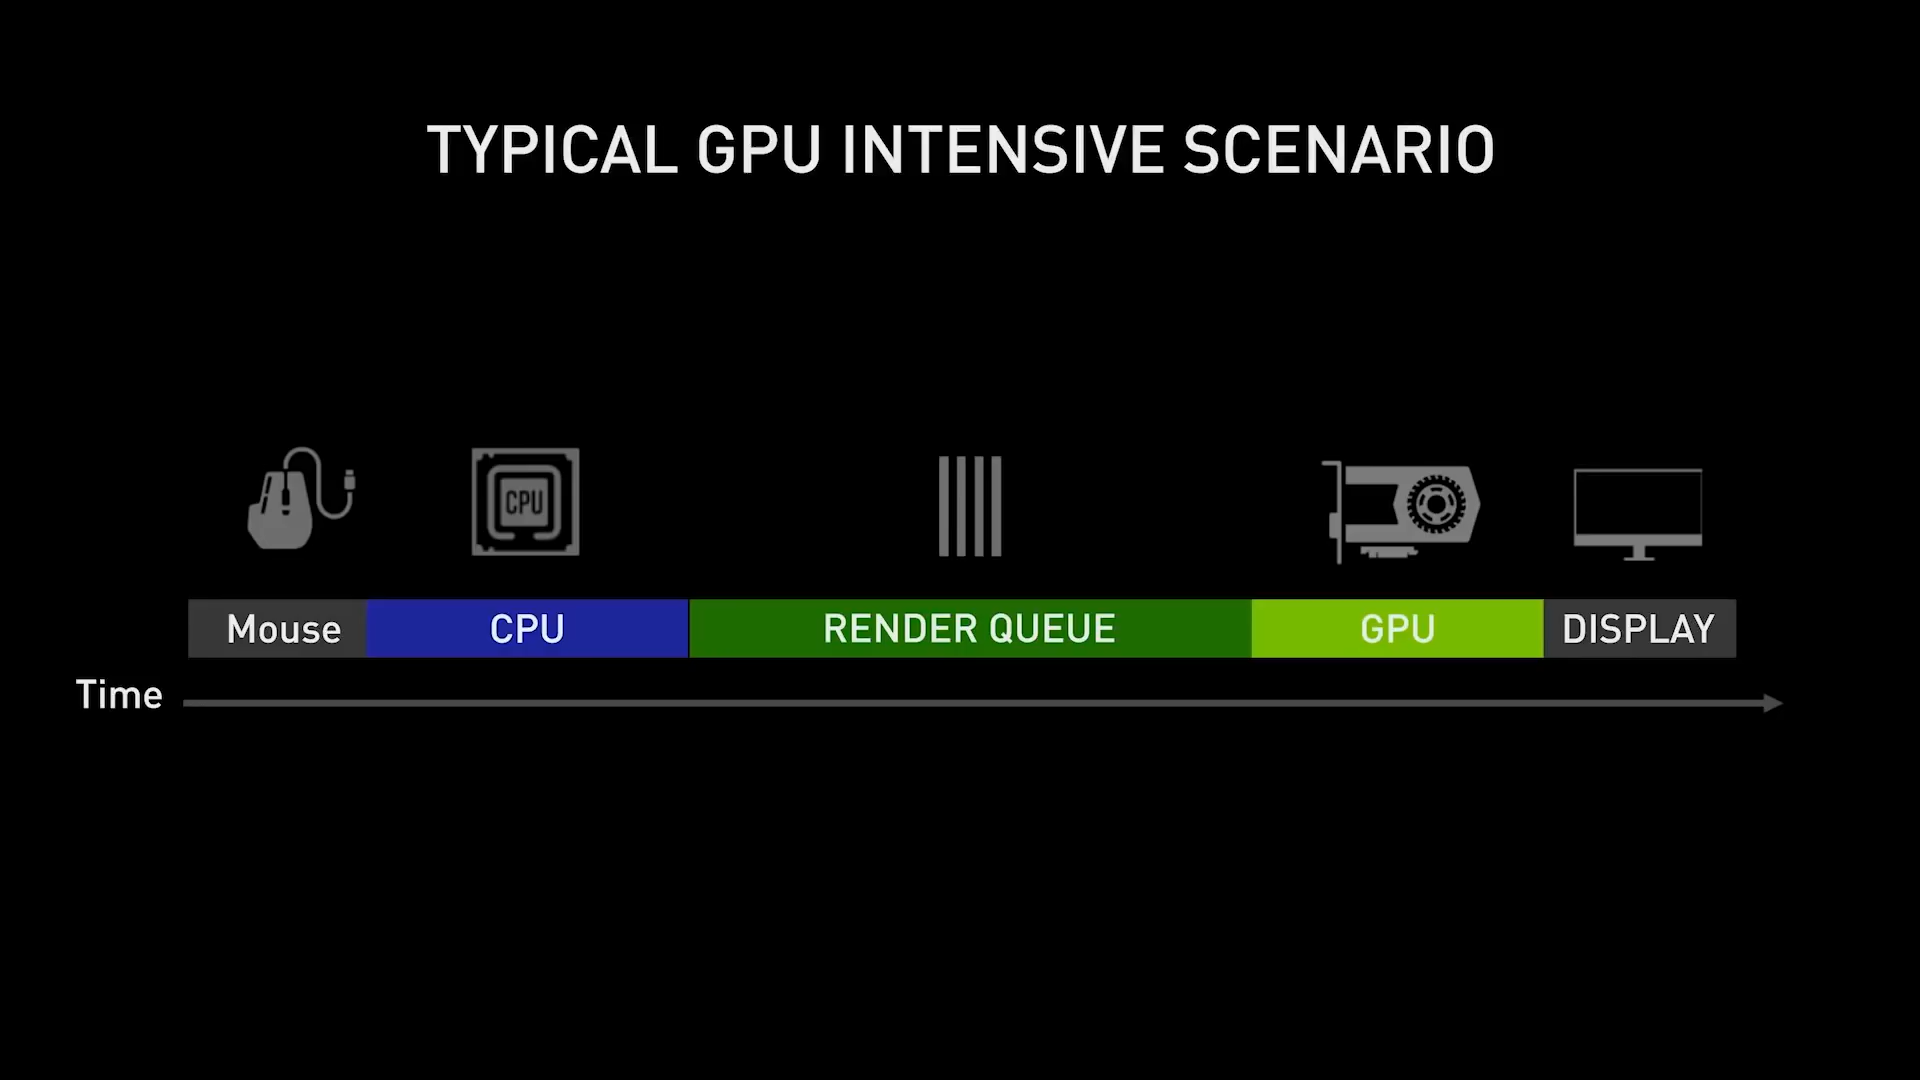 TYPICAL GPU INTENSIVE SCENARIO
CPU
Mouse CPU RENDER QUEUE GPU DISPLAY
Time